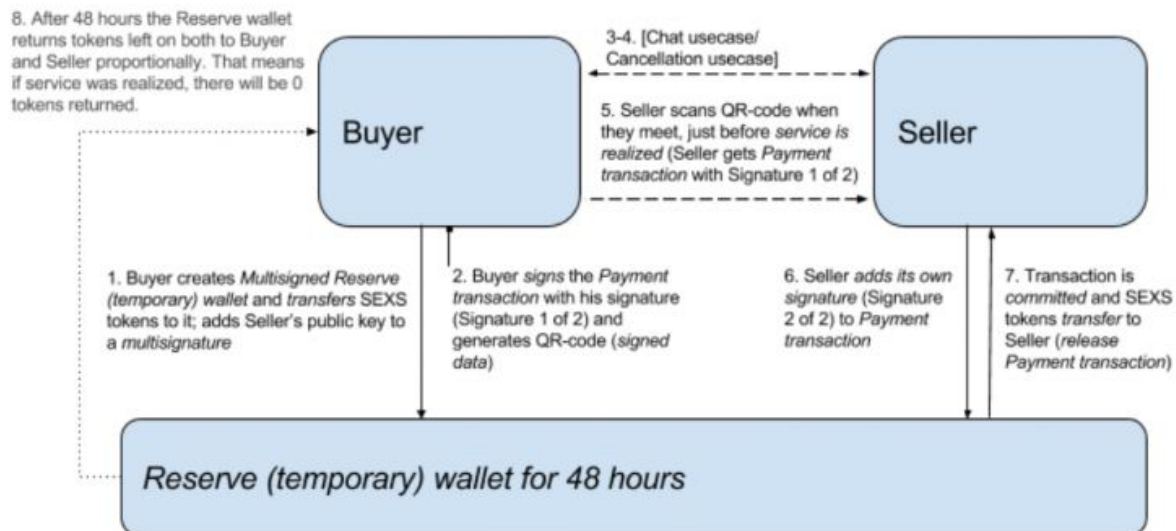 8. After 48 hours the Reserve wallet
returns tokens left on both to Buyer
and Seller proportionally. That means
if service was realized, there will be 0
tokens returned.
Buyer
3-4. [Chat usecase/
Cancellation usecase]
5. Seller scans QR-code when
they meet, just before service is
realized (Seller gets Payment
transaction with Signature 1 of 2)
Seller
1. Buyer creates Multisigned Reserve
(temporary) wallet and transfers SEXS
tokens to it; adds Seller's public key to
a multisignature
2. Buyer signs the Payment
transaction with his signature
(Signature 1 of 2) and
generates QR-code (signed
data)
6. Seller adds its own
signature (Signature
2 of 2) to Payment
transaction
7. Transaction is
committed and SEXS
tokens transfer to
Seller (release
Payment transaction)
Reserve (temporary) wallet for 48 hours